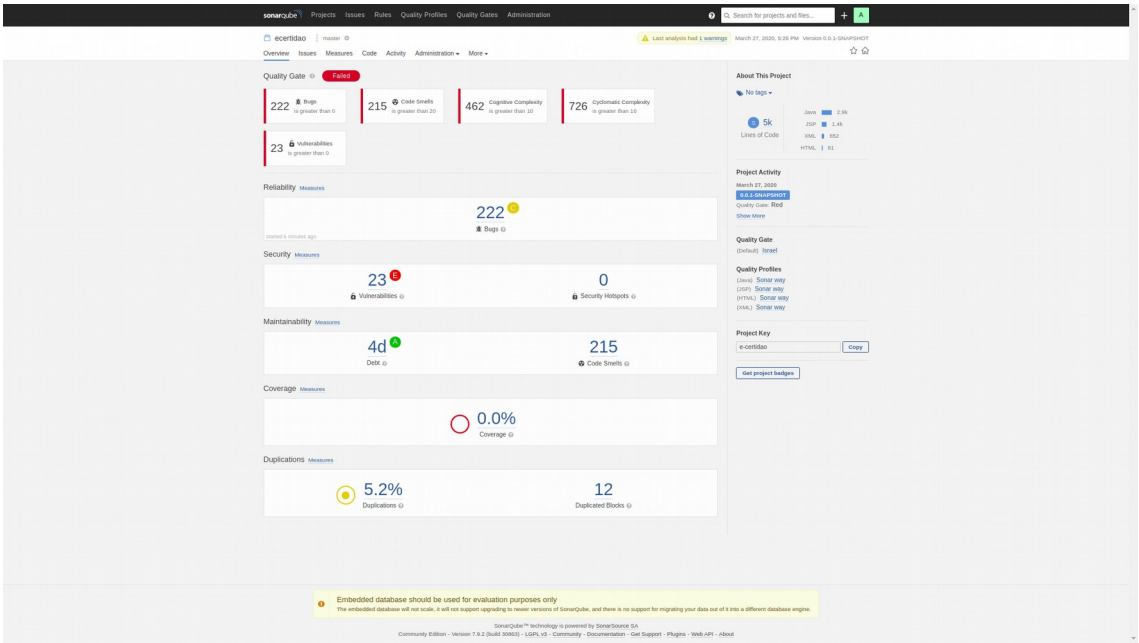 sonarqube Projects Issues Rules Quality Profiles Quality Gates Administration Search for projects and files... + A
ecertidao master Last analysis had 1 warnings March 27, 2020, 5:26 PM Version 0.0.1-SNAPSHOT
Overview Issues Measures Code Activity Administration More
Quality Gate Failed
222 Bugs is greater than 0
215 Code Smells is greater than 20
462 Cognitive Complexity is greater than 10
726 Cyclomatic Complexity is greater than 10
23 Vulnerabilities is greater than 0
Reliability Measures
222 C
Bugs
started 6 minutes ago
Security Measures
23 E
Vulnerabilities
0
Security Hotspots
Maintainability Measures
4d A
Debt
215
Code Smells
Coverage Measures
0.0%
Coverage
Duplications Measures
5.2%
Duplications
12
Duplicated Blocks
About This Project
No tags
5k
Lines of Code
Java 2.9k
JSP 1.4k
XML 552
HTML 91
Project Activity
March 27, 2020
0.0.1-SNAPSHOT
Quality Gate: Red
Show More
Quality Gate
(Default) Israel
Quality Profiles
(Java) Sonar way
(JSP) Sonar way
(HTML) Sonar way
(XML) Sonar way
Project Key
e-certidao Copy
Get project badges
Embedded database should be used for evaluation purposes only
The embedded database will not scale, it will not support upgrading to newer versions of SonarQube, and there is no support for migrating your data out of it into a different database engine.
SonarQube™ technology is powered by SonarSource SA
Community Edition - Version 7.9.2 (build 30863) - LGPL v3 - Community - Documentation - Get Support - Plugins - Web API - About